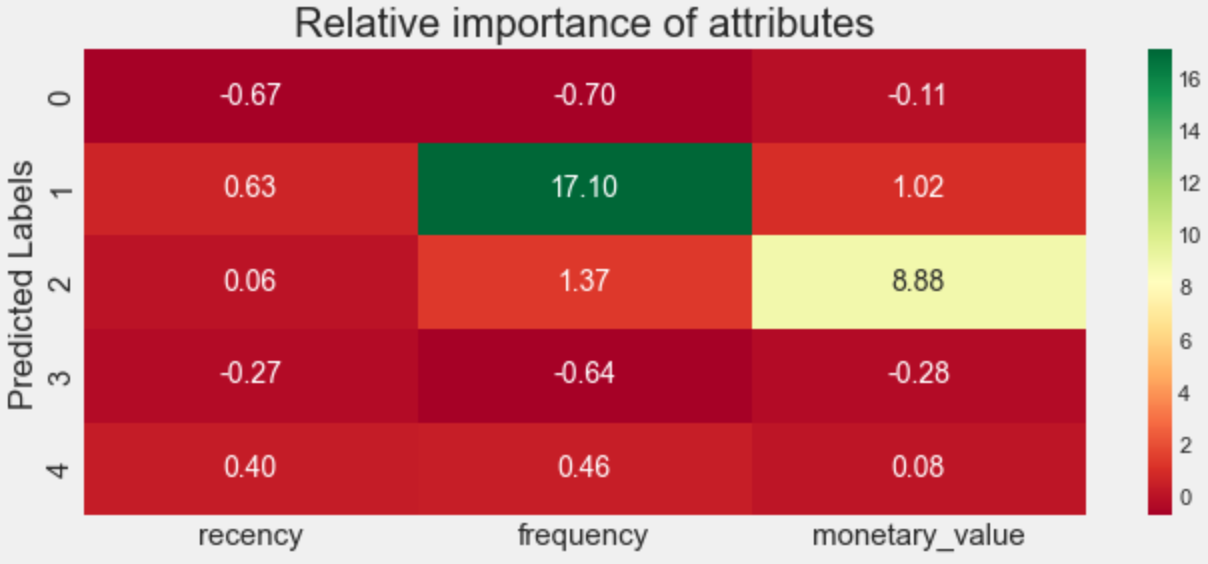 Relative importance of attributes
Predicted Labels
0 -0.67 -0.70 -0.11
1 0.63 17.10 1.02
2 0.06 1.37 8.88
3 -0.27 -0.64 -0.28
4 0.40 0.46 0.08
recency frequency monetary_value
16
14
12
10
8
6
4
2
0